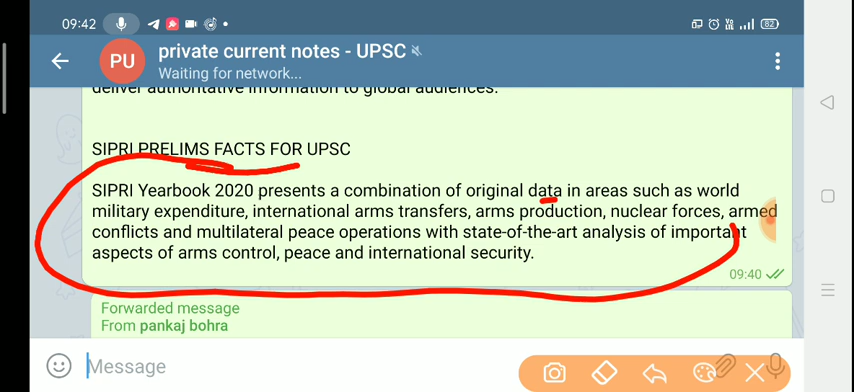 09:42
82
PU
private current notes - UPSC
Waiting for network...
deliver authoritative information to global audiences.
SIPRI PRELIMS FACTS FOR UPSC
SIPRI Yearbook 2020 presents a combination of original data in areas such as world
military expenditure, international arms transfers, arms production, nuclear forces, armed
conflicts and multilateral peace operations with state-of-the-art analysis of important
aspects of arms control, peace and international security.
09:40
Forwarded message
From pankaj bohra
Message